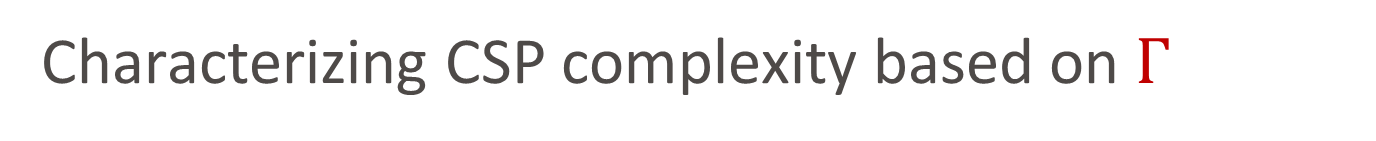 Characterizing CSP complexity based on Γ